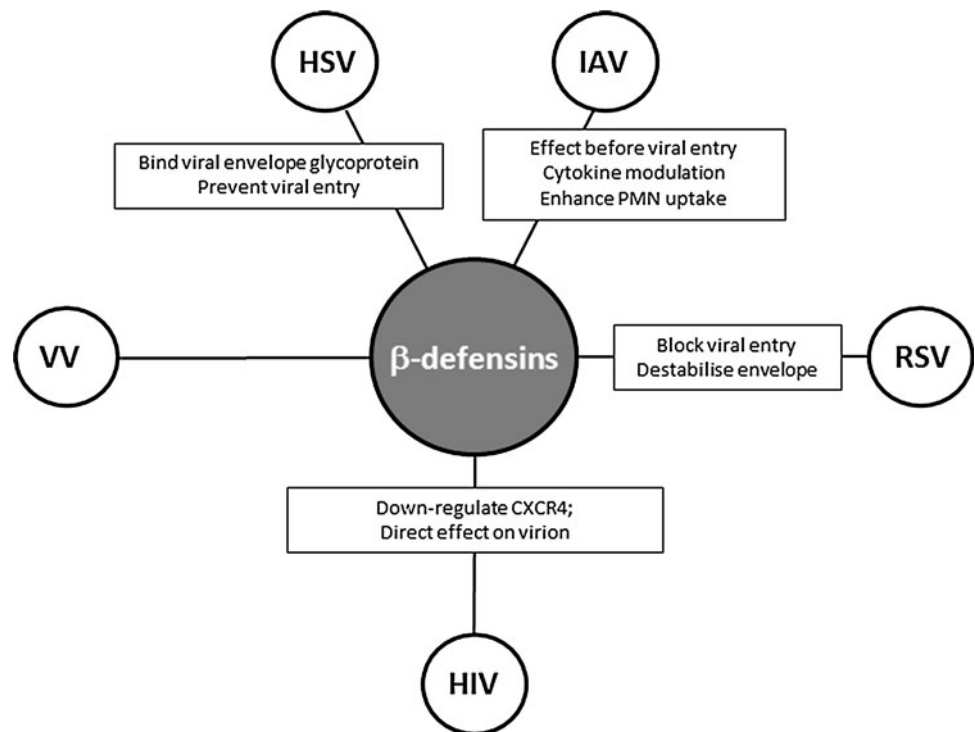 HSV
IAV
Bind viral envelope glycoprotein
Prevent viral entry
Effect before viral entry
Cytokine modulation
Enhance PMN uptake
VV
β-defensins
Block viral entry
Destabilise envelope
RSV
Down-regulate CXCR4;
Direct effect on virion
HIV